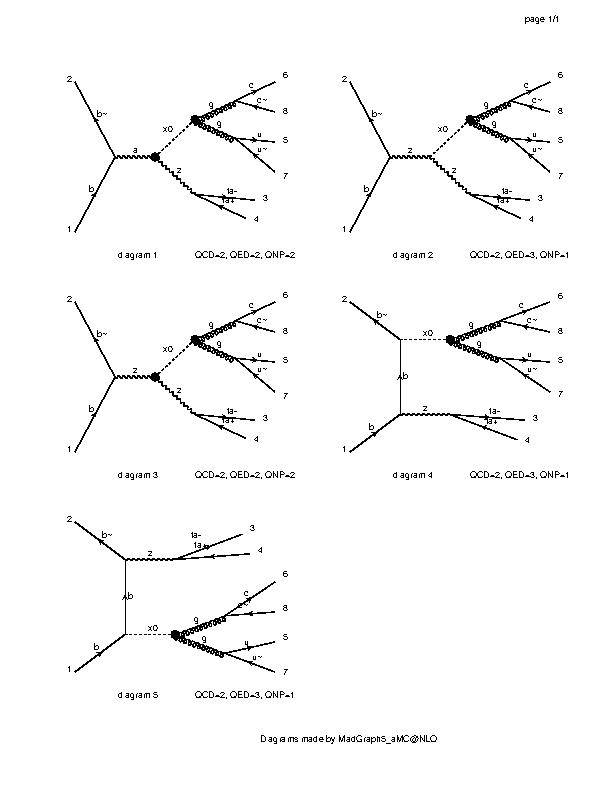 page 1/1
2
b~
b
1
a
x0
z
g
g
c
c~
u
u~
ta-
ta+
6
8
5
7
3
4
diagram 1 QCD=2, QED=2, QNP=2
2
b~
b
1
z
x0
z
g
g
c
c~
u
u~
ta-
ta+
6
8
5
7
3
4
diagram 2 QCD=2, QED=3, QNP=1
2
b~
b
1
z
x0
z
g
g
c
c~
u
u~
ta-
ta+
6
8
5
7
3
4
diagram 3 QCD=2, QED=2, QNP=2
2
b~
b
b
1
x0
z
g
g
c
c~
u
u~
ta-
ta+
6
8
5
7
3
4
diagram 4 QCD=2, QED=3, QNP=1
2
b~
b
b
1
z
ta-
3
4
x0
g
g
c
u
u~
6
8
5
7
diagram 5 QCD=2, QED=3, QNP=1
Diagrams made by MadGraph5_aMC@NLO